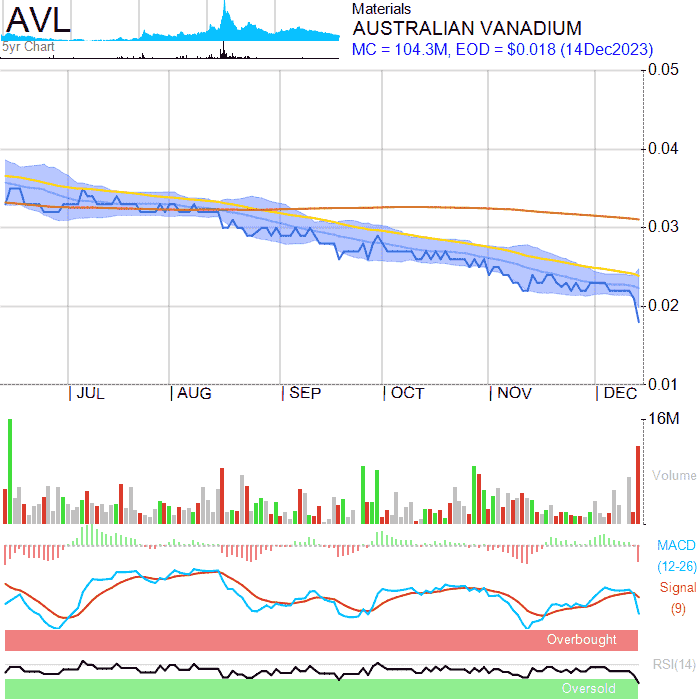 AVL
5yr Chart
Materials
AUSTRALIAN VANADIUM
MC = 104.3M, EOD = $0.018 (14Dec2023)
0.05
0.04
0.03
0.02
0.01
JUL AUG SEP OCT NOV DEC
16M
Volume
MACD
(12-26)
Signal
(9)
Overbought
RSI(14)
Oversold